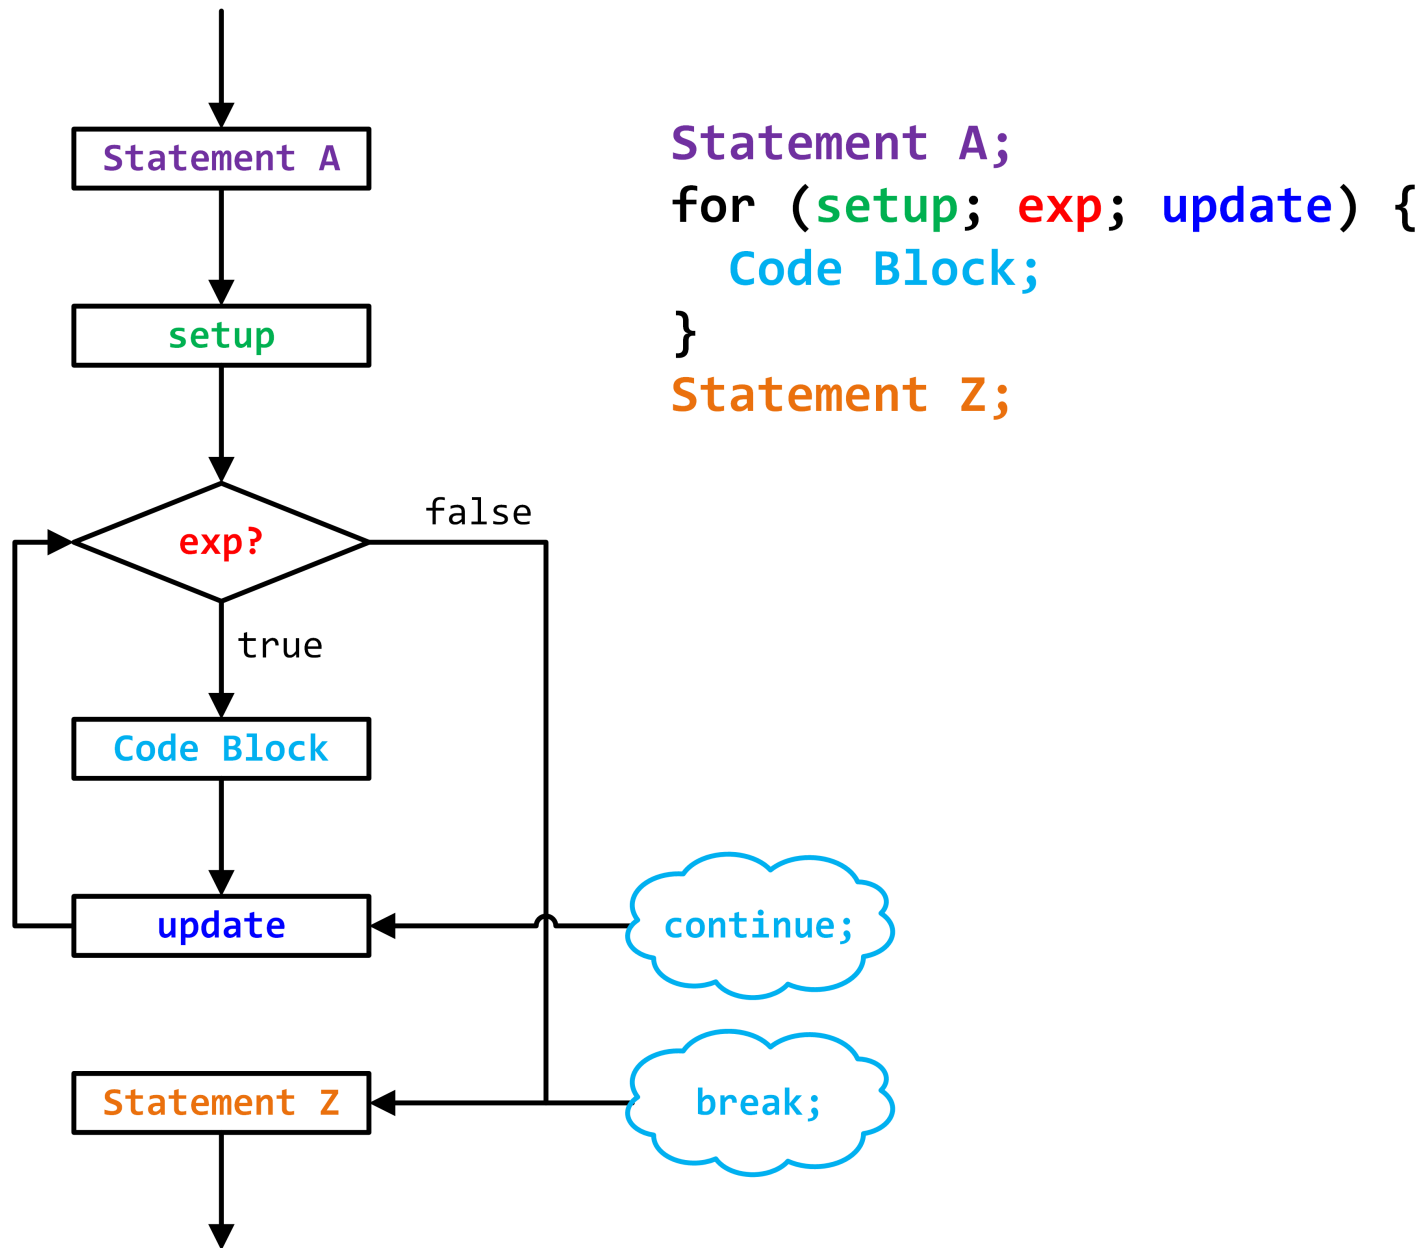 Statement A
setup
exp?
false
true
Code Block
update
continue;
Statement Z
break;
Statement A;
for (setup; exp; update) {
  Code Block;
}
Statement Z;